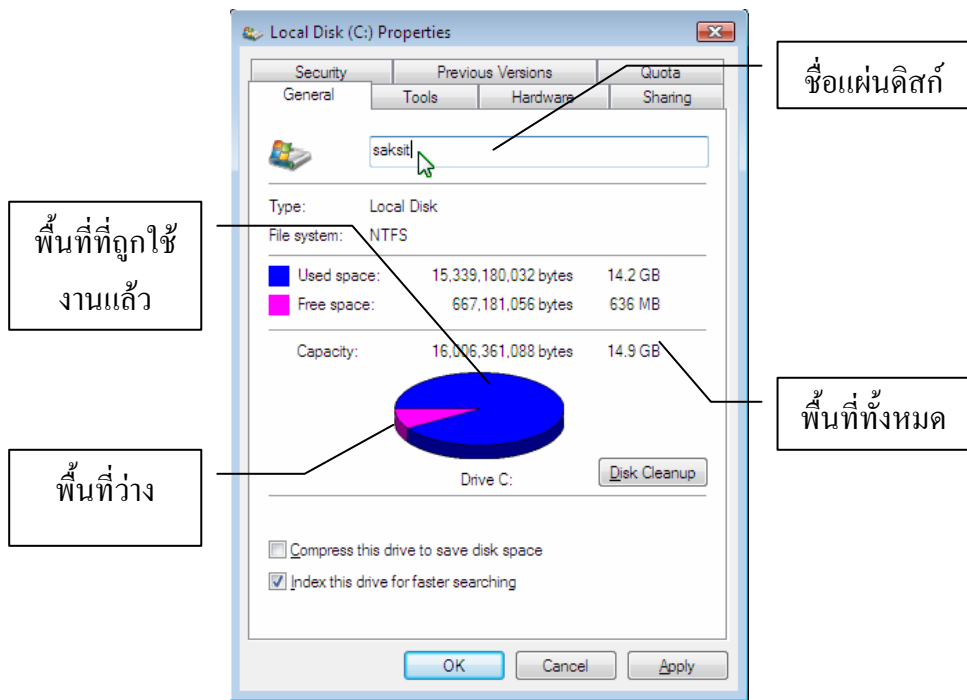 Local Disk (C:) Properties
Security Previous Versions Quota
General Tools Hardware Sharing
ชื่อแผ่นดิสก์
saksit
Type: Local Disk
File system: NTFS
พื้นที่ที่ถูกใช้
งานแล้ว
Used space: 15,339,180,032 bytes 14.2 GB
Free space: 667,181,056 bytes 636 MB
Capacity: 16,006,361,088 bytes 14.9 GB
พื้นที่ทั้งหมด
พื้นที่ว่าง
Drive C:
Disk Cleanup
Compress this drive to save disk space
Index this drive for faster searching
OK Cancel Apply